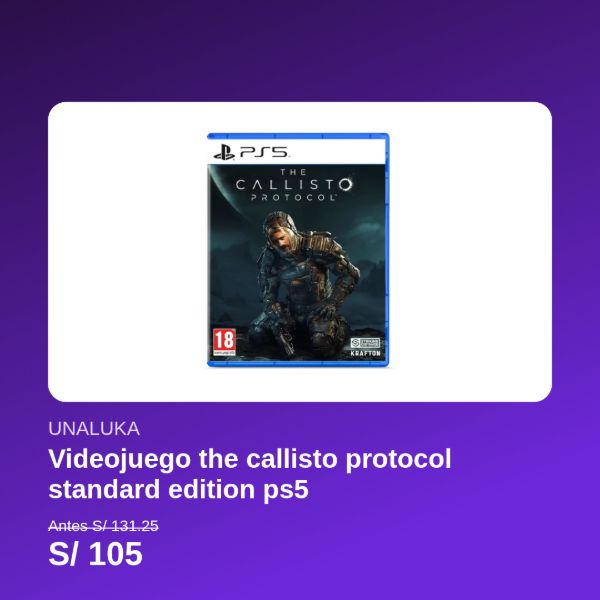 PS5
THE
CALLISTO
PROTOCOL
18
KRAFTON
UNALUKA
Videojuego the callisto protocol
standard edition ps5
Antes S/ 131.25
S/ 105